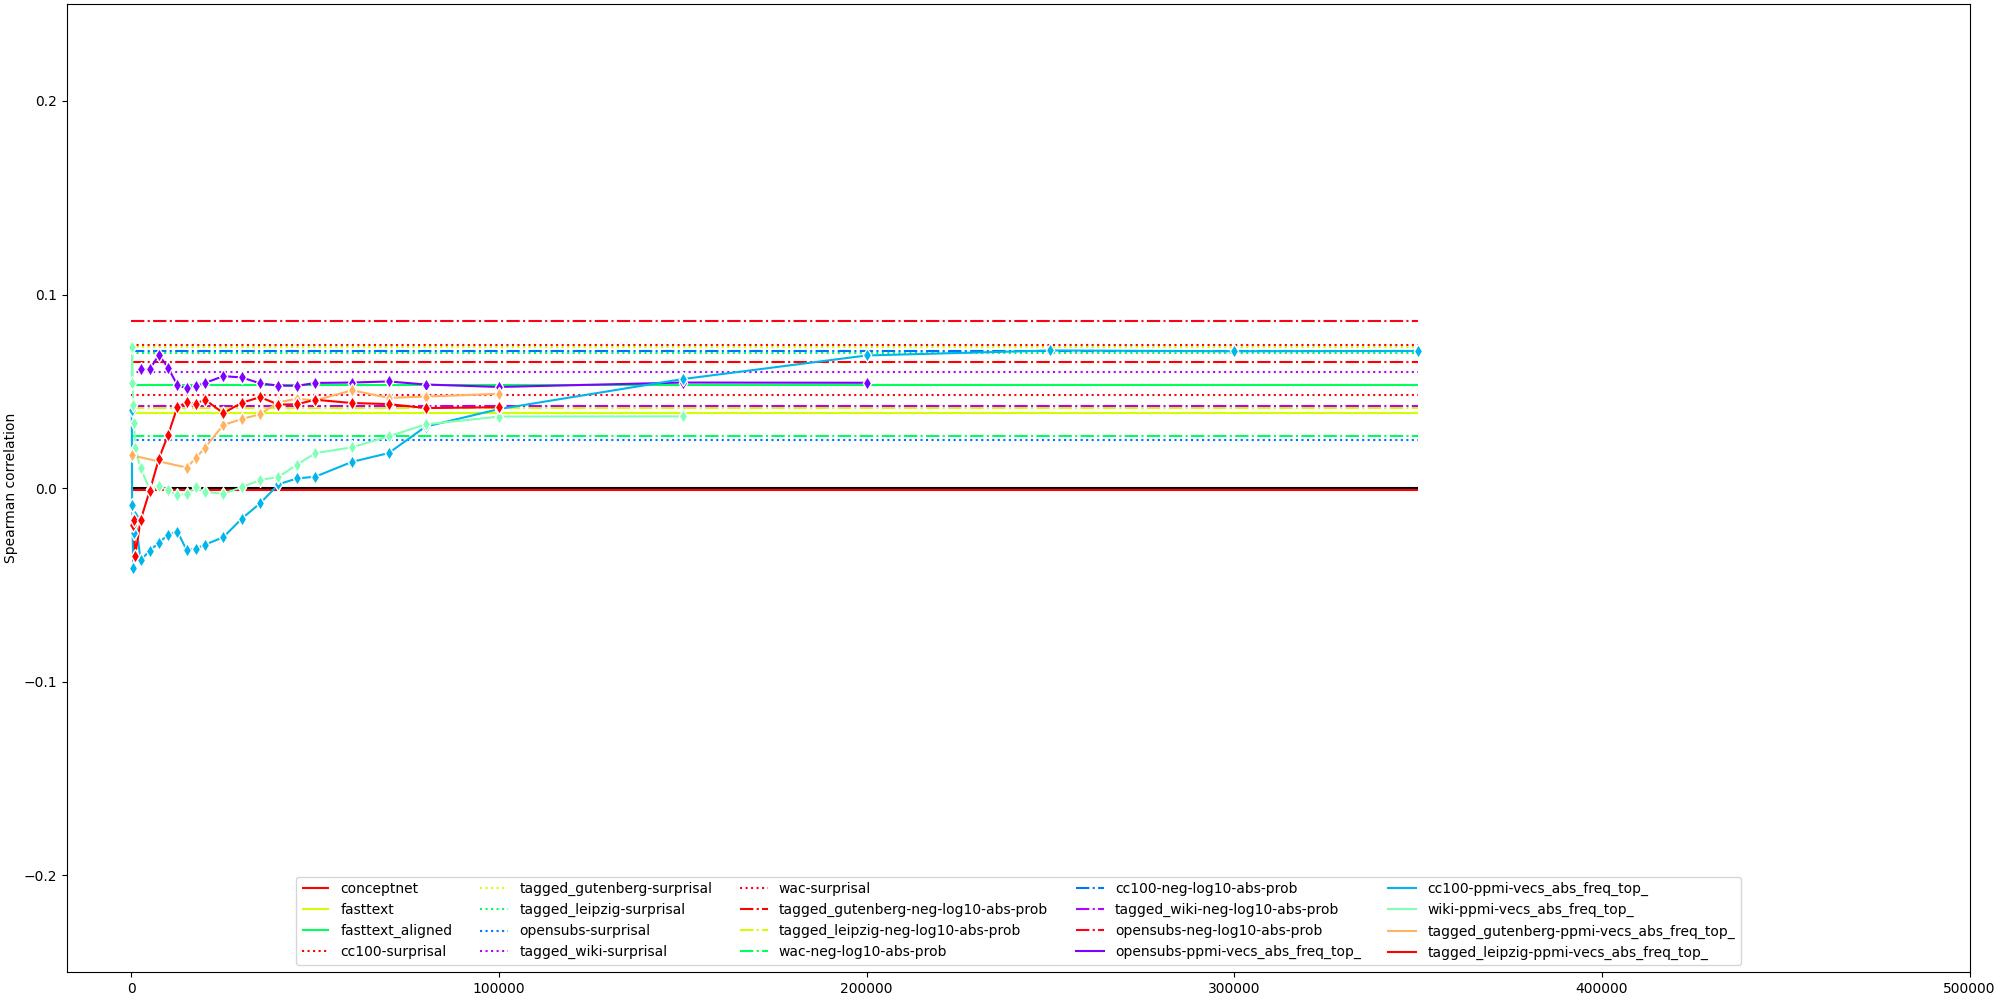 0.2
0.1
0.0
−0.1
−0.2
Spearman correlation
conceptnet
fasttext
fasttext_aligned
cc100-surprisal
tagged_gutenberg-surprisal
tagged_leipzig-surprisal
opensubs-surprisal
tagged_wiki-surprisal
wac-surprisal
tagged_gutenberg-neg-log10-abs-prob
tagged_leipzig-neg-log10-abs-prob
wac-neg-log10-abs-prob
cc100-neg-log10-abs-prob
tagged_wiki-neg-log10-abs-prob
opensubs-neg-log10-abs-prob
opensubs-ppmi-vecs_abs_freq_top_
cc100-ppmi-vecs_abs_freq_top_
wiki-ppmi-vecs_abs_freq_top_
tagged_gutenberg-ppmi-vecs_abs_freq_top_
tagged_leipzig-ppmi-vecs_abs_freq_top_
0 100000 200000 300000 400000 500000